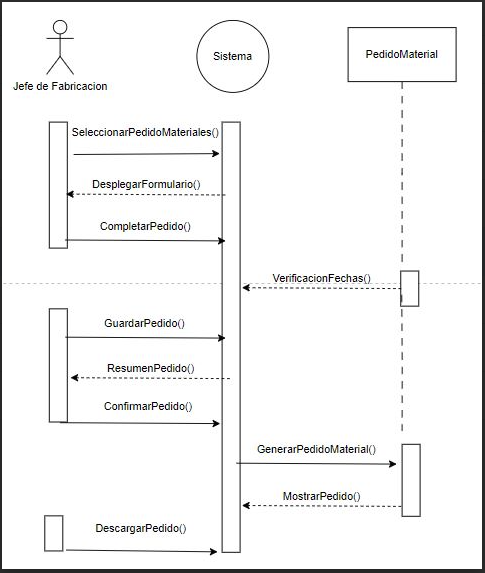 Sistema
PedidoMaterial
Jefe de Fabricacion
SeleccionarPedidoMateriales()
DesplegarFormulario()
CompletarPedido()
VerificacionFechas()
GuardarPedido()
ResumenPedido()
ConfirmarPedido()
GenerarPedidoMaterial()
MostrarPedido()
DescargarPedido()